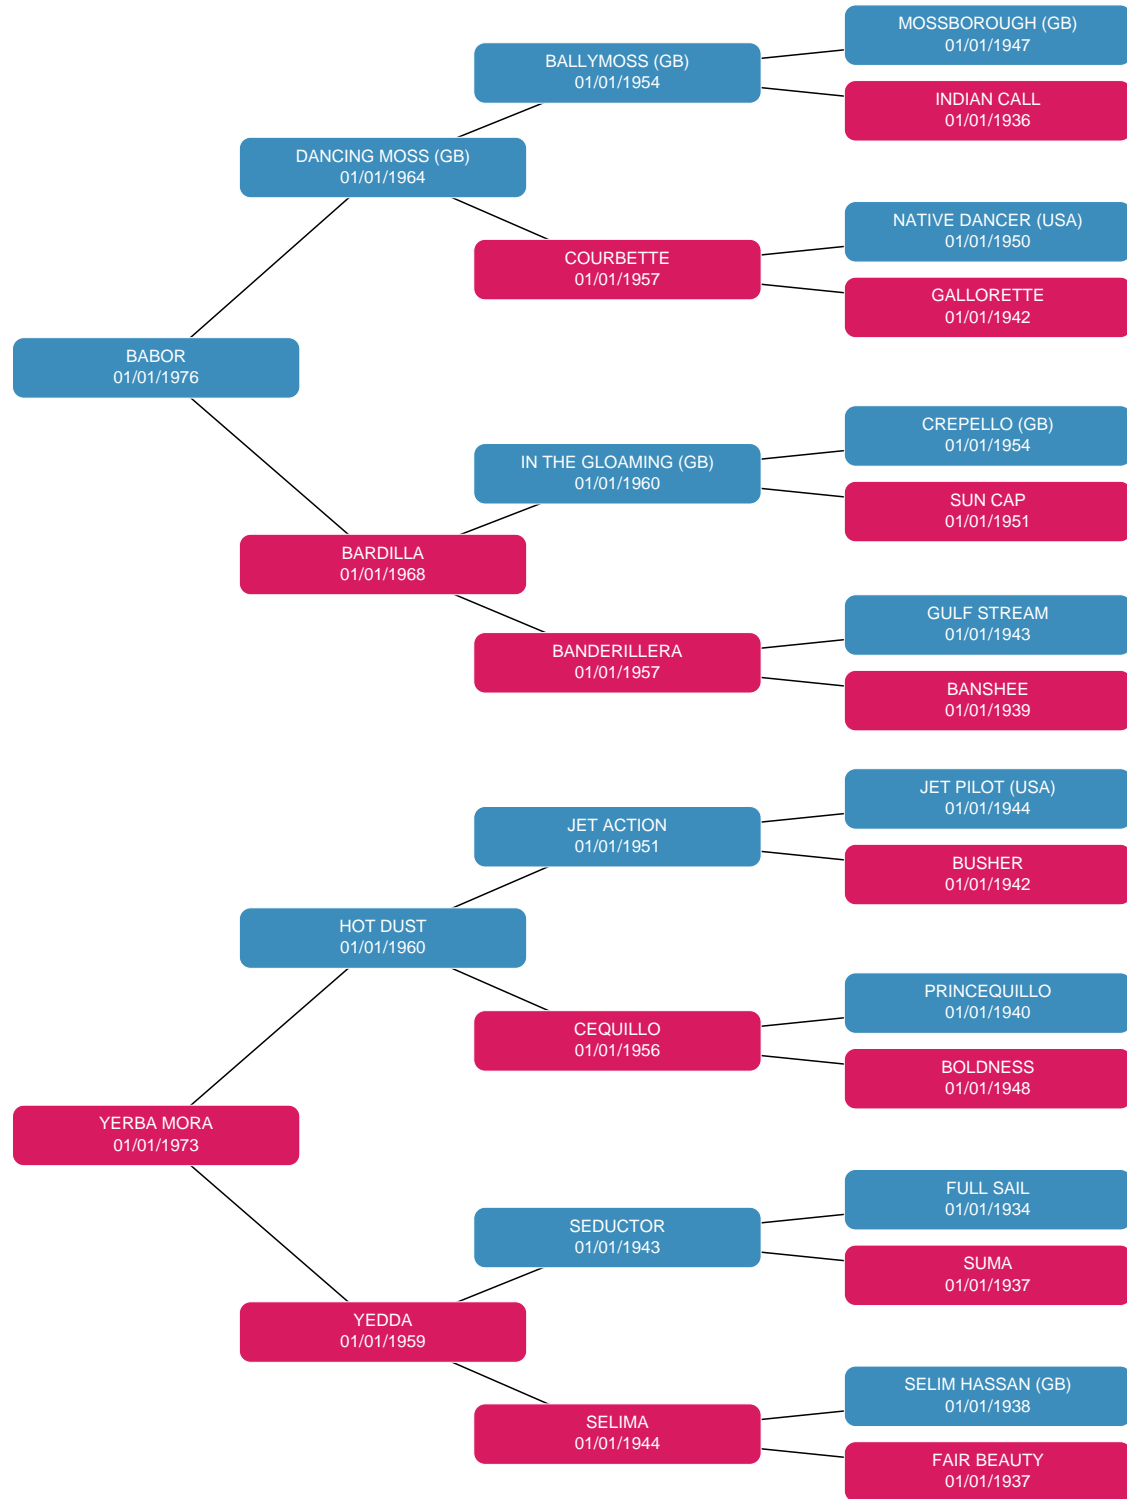 MOSSBOROUGH (GB)
01/01/1947
BALLYMOSS (GB)
01/01/1954
INDIAN CALL
01/01/1936
DANCING MOSS (GB)
01/01/1964
NATIVE DANCER (USA)
01/01/1950
COURBETTE
01/01/1957
GALLORETTE
01/01/1942
BABOR
01/01/1976
CREPELLO (GB)
01/01/1954
IN THE GLOAMING (GB)
01/01/1960
SUN CAP
01/01/1951
BARDILLA
01/01/1968
GULF STREAM
01/01/1943
BANDERILLERA
01/01/1957
BANSHEE
01/01/1939
JET PILOT (USA)
01/01/1944
JET ACTION
01/01/1951
BUSHER
01/01/1942
HOT DUST
01/01/1960
PRINCEQUILLO
01/01/1940
CEQUILLO
01/01/1956
BOLDNESS
01/01/1948
YERBA MORA
01/01/1973
FULL SAIL
01/01/1934
SEDUCTOR
01/01/1943
SUMA
01/01/1937
YEDDA
01/01/1959
SELIM HASSAN (GB)
01/01/1938
SELIMA
01/01/1944
FAIR BEAUTY
01/01/1937